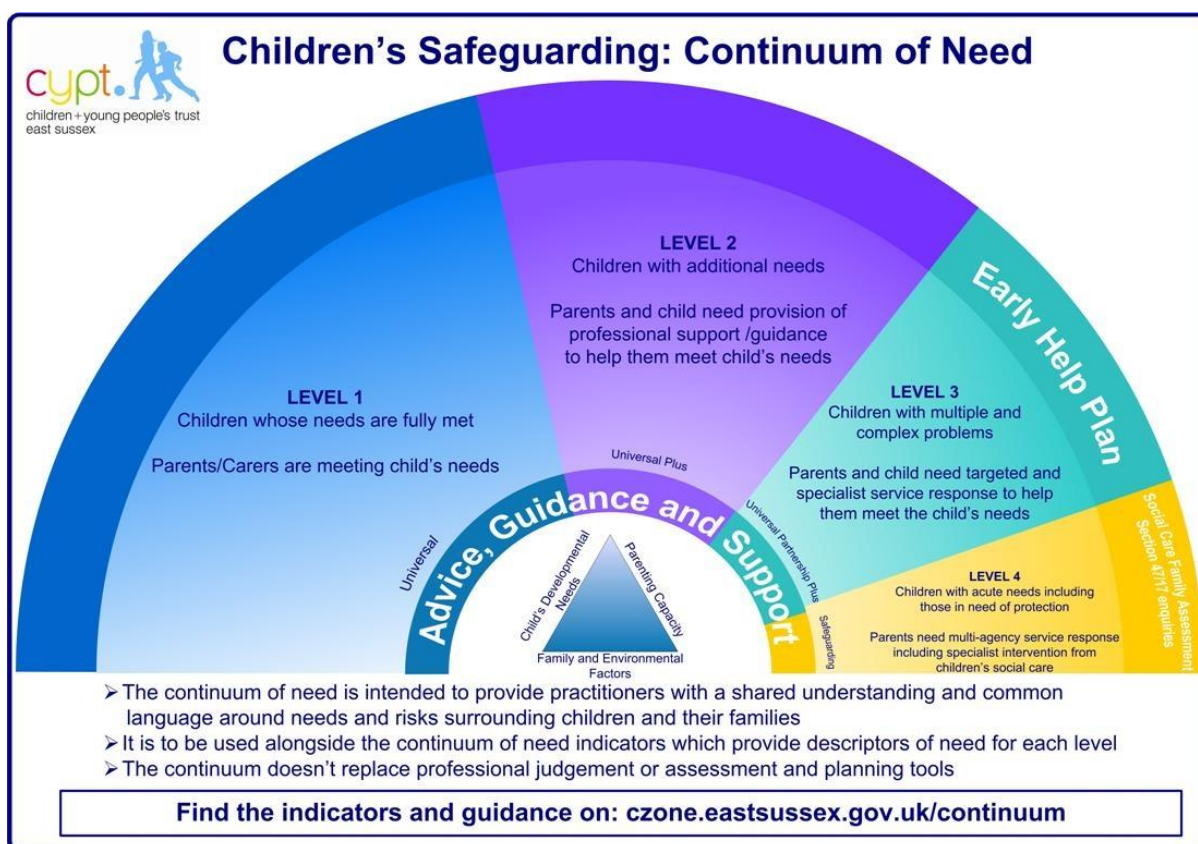 Children’s Safeguarding: Continuum of Need
cypt.
children+young people's trust
east sussex
LEVEL 1
Children whose needs are fully met
Parents/Carers are meeting child’s needs
LEVEL 2
Children with additional needs
Parents and child need provision of
professional support /guidance
to help them meet child’s needs
LEVEL 3
Children with multiple and
complex problems
Parents and child need targeted and
specialist service response to help
them meet the child’s needs
LEVEL 4
Children with acute needs including
those in need of protection
Parents need multi-agency service response
including specialist intervention from
children’s social care
Early Help Plan
Social Care Family Assessment
Section 47/17 enquiries
Universal
Universal Plus
Universal Partnership Plus
Safeguarding
Advice, Guidance and Support
Child’s Developmental
Needs
Parenting Capacity
Family and Environmental
Factors
➢ The continuum of need is intended to provide practitioners with a shared understanding and common
language around needs and risks surrounding children and their families
➢ It is to be used alongside the continuum of need indicators which provide descriptors of need for each level
➢ The continuum doesn’t replace professional judgement or assessment and planning tools
Find the indicators and guidance on: czone.eastsussex.gov.uk/continuum